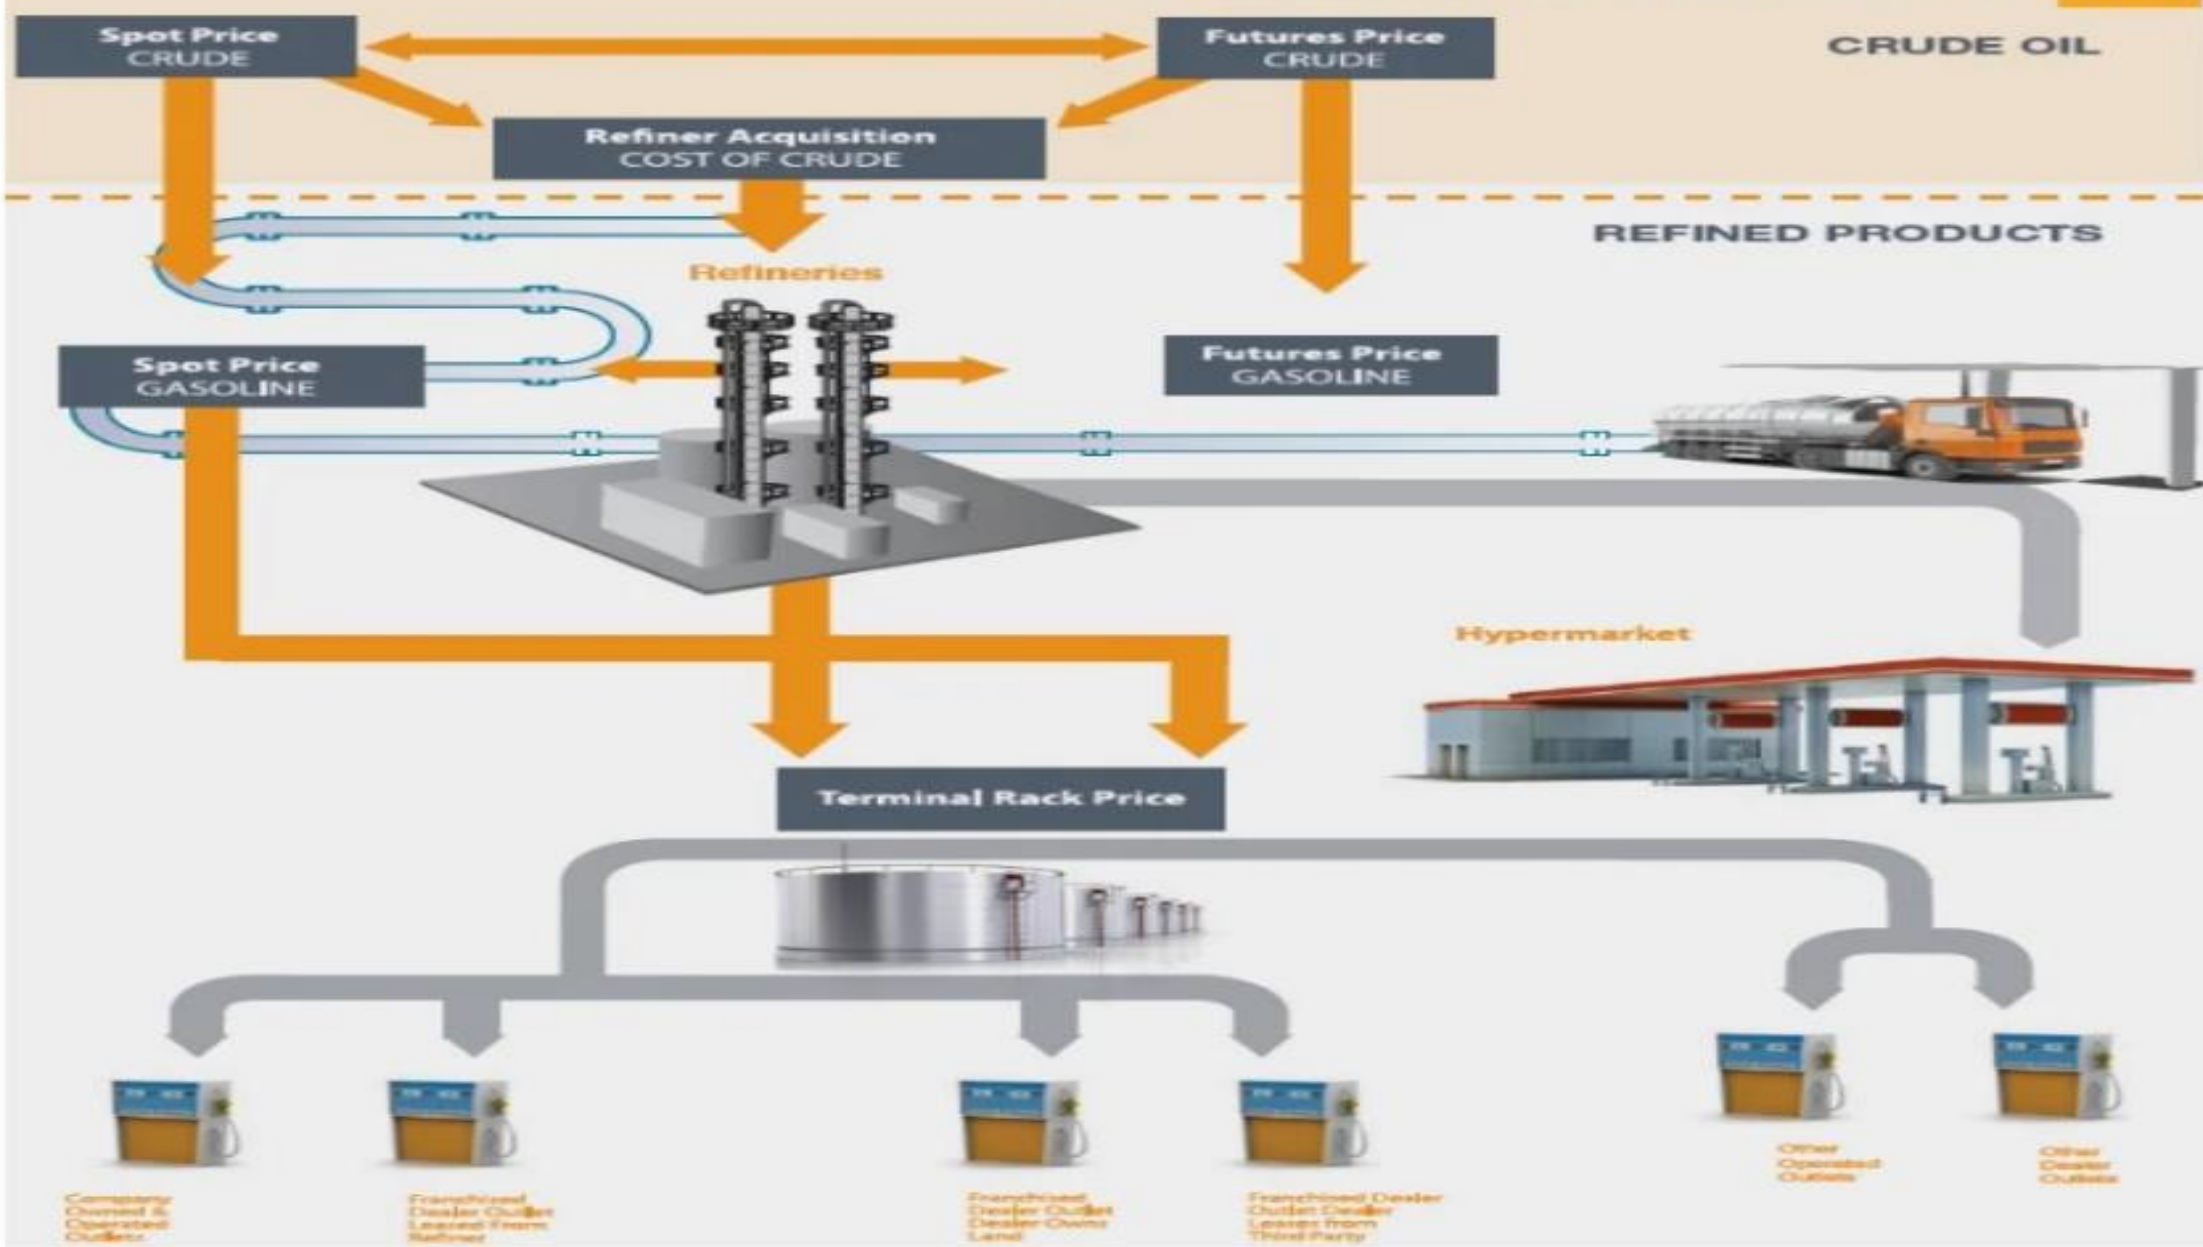 Spot Price
CRUDE
Futures Price
CRUDE
CRUDE OIL
Refiner Acquisition
COST OF CRUDE
REFINED PRODUCTS
Refineries
Spot Price
GASOLINE
Futures Price
GASOLINE
Hypermarket
Terminal Rack Price
Other
Operated
Outlets
Other
Dealer
Outlets
Company
Owned &
Operated
Outlets
Franchised
Dealer Outlet
Leased From
Refiner
Franchised
Dealer Outlet
Dealer Owns
Land
Franchised Dealer
Outlet Dealer
Leases from
Third Party